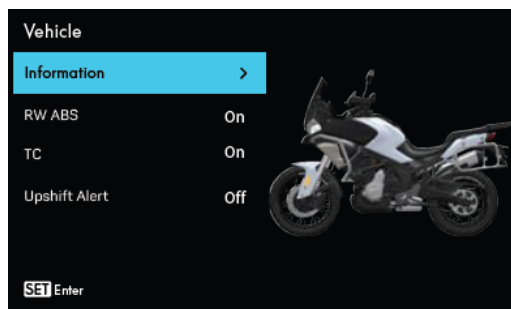 Vehicle
Information >
RW ABS On
TC On
Upshift Alert Off
SET Enter